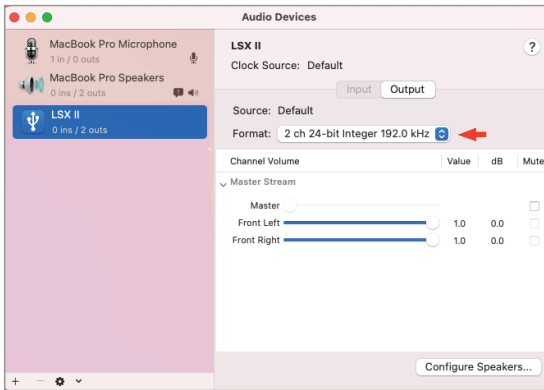 Audio Devices
MacBook Pro Microphone
1 in / 0 outs
MacBook Pro Speakers
0 ins / 2 outs
LSX II
0 ins / 2 outs
LSX II
?
Clock Source: Default
Input Output
Source: Default
Format: 2 ch 24-bit Integer 192.0 kHz
Channel Volume Value dB Mute
Master Stream
Master
Front Left 1.0 0.0
Front Right 1.0 0.0
Configure Speakers...